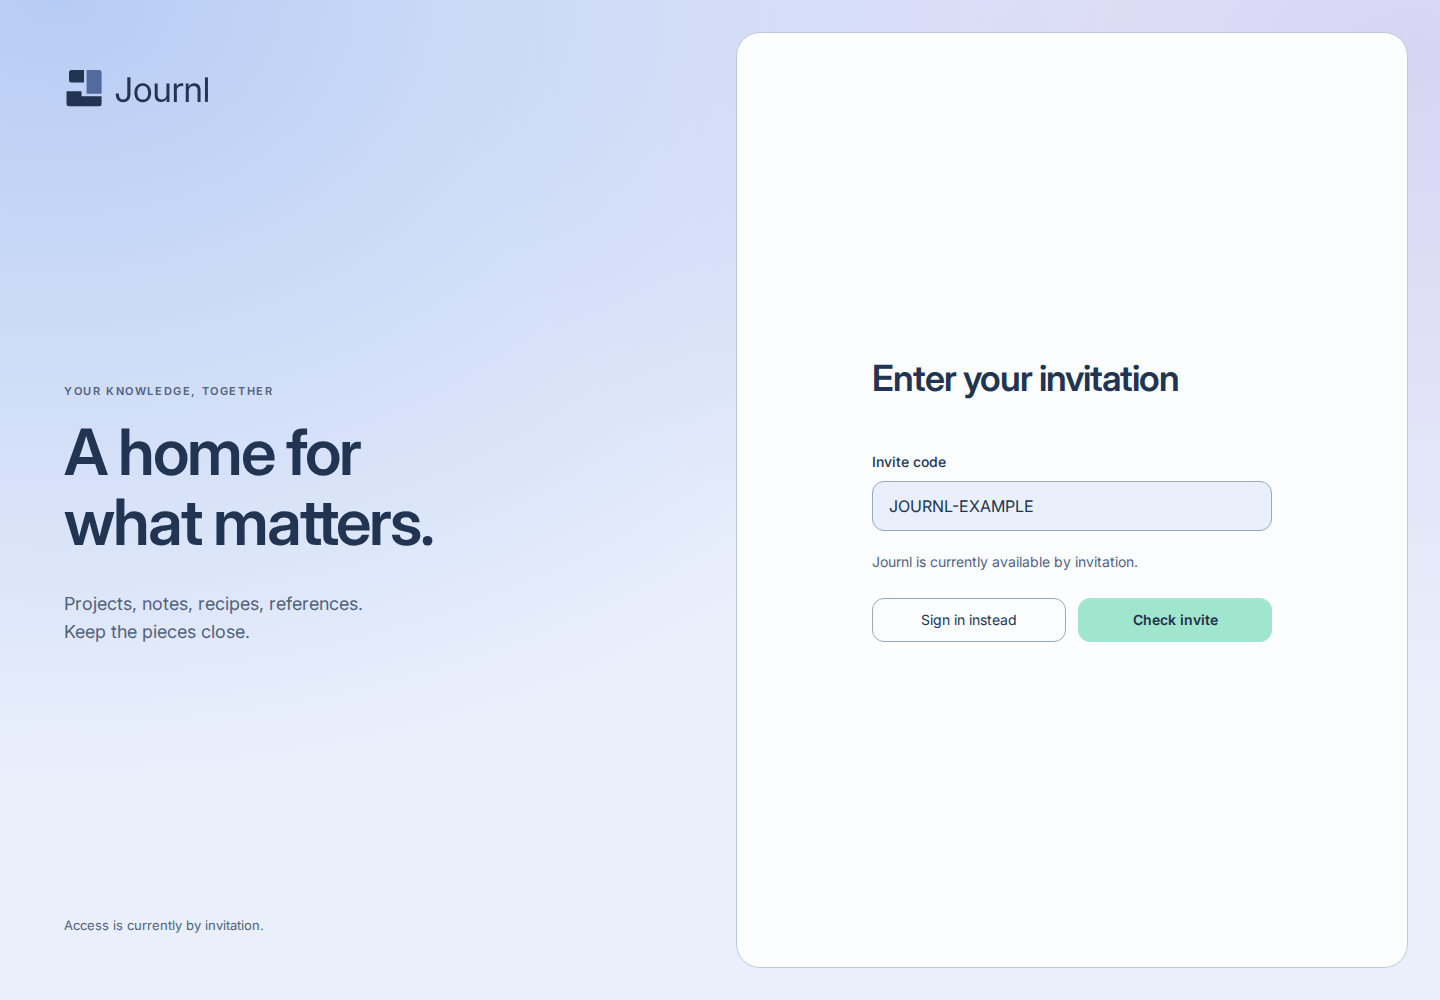 Journl
YOUR KNOWLEDGE, TOGETHER
A home for
what matters.
Projects, notes, recipes, references.
Keep the pieces close.
Access is currently by invitation.
Enter your invitation
Invite code
JOURNL-EXAMPLE
Journl is currently available by invitation.
Sign in instead
Check invite